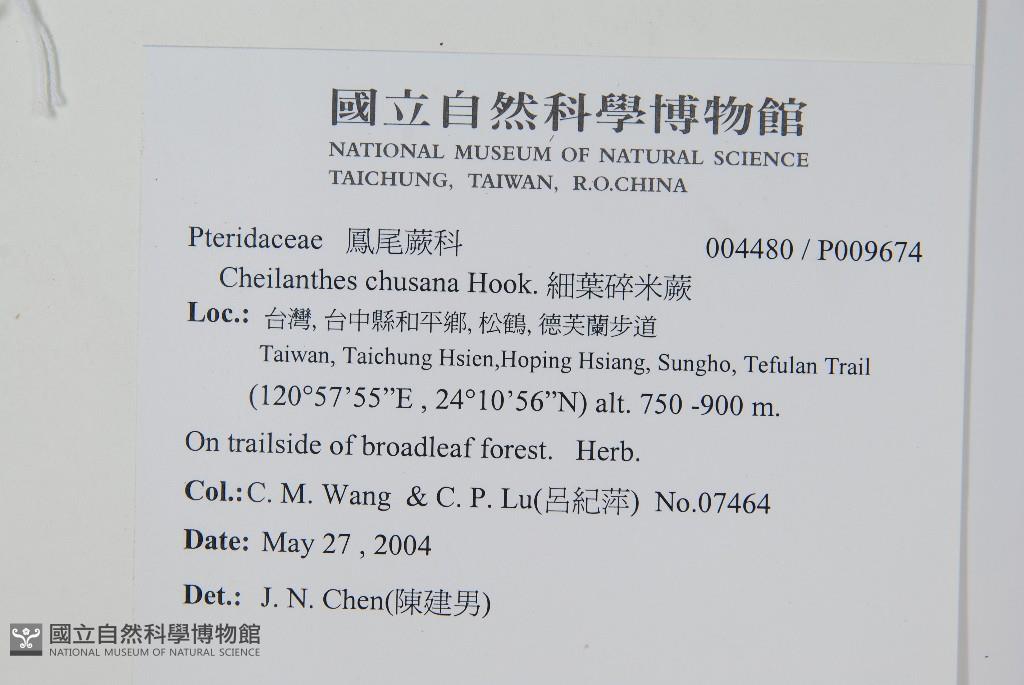 國立自然科學博物館
NATIONAL MUSEUM OF NATURAL SCIENCE
TAICHUNG, TAIWAN, R.O.CHINA
Pteridaceae 鳳尾蕨科 004480 / P009674
Cheilanthes chusana Hook. 細葉碎米蕨
Loc.: 台灣, 台中縣和平鄉, 松鶴, 德芙蘭步道
Taiwan, Taichung Hsien,Hoping Hsiang, Sungho, Tefulan Trail
(120°57’55”E , 24°10’56”N) alt. 750 -900 m.
On trailside of broadleaf forest. Herb.
Col.: C. M. Wang & C. P. Lu(呂紀萍) No.07464
Date: May 27 , 2004
Det.: J. N. Chen(陳建男)
國立自然科學博物館
NATIONAL MUSEUM OF NATURAL SCIENCE